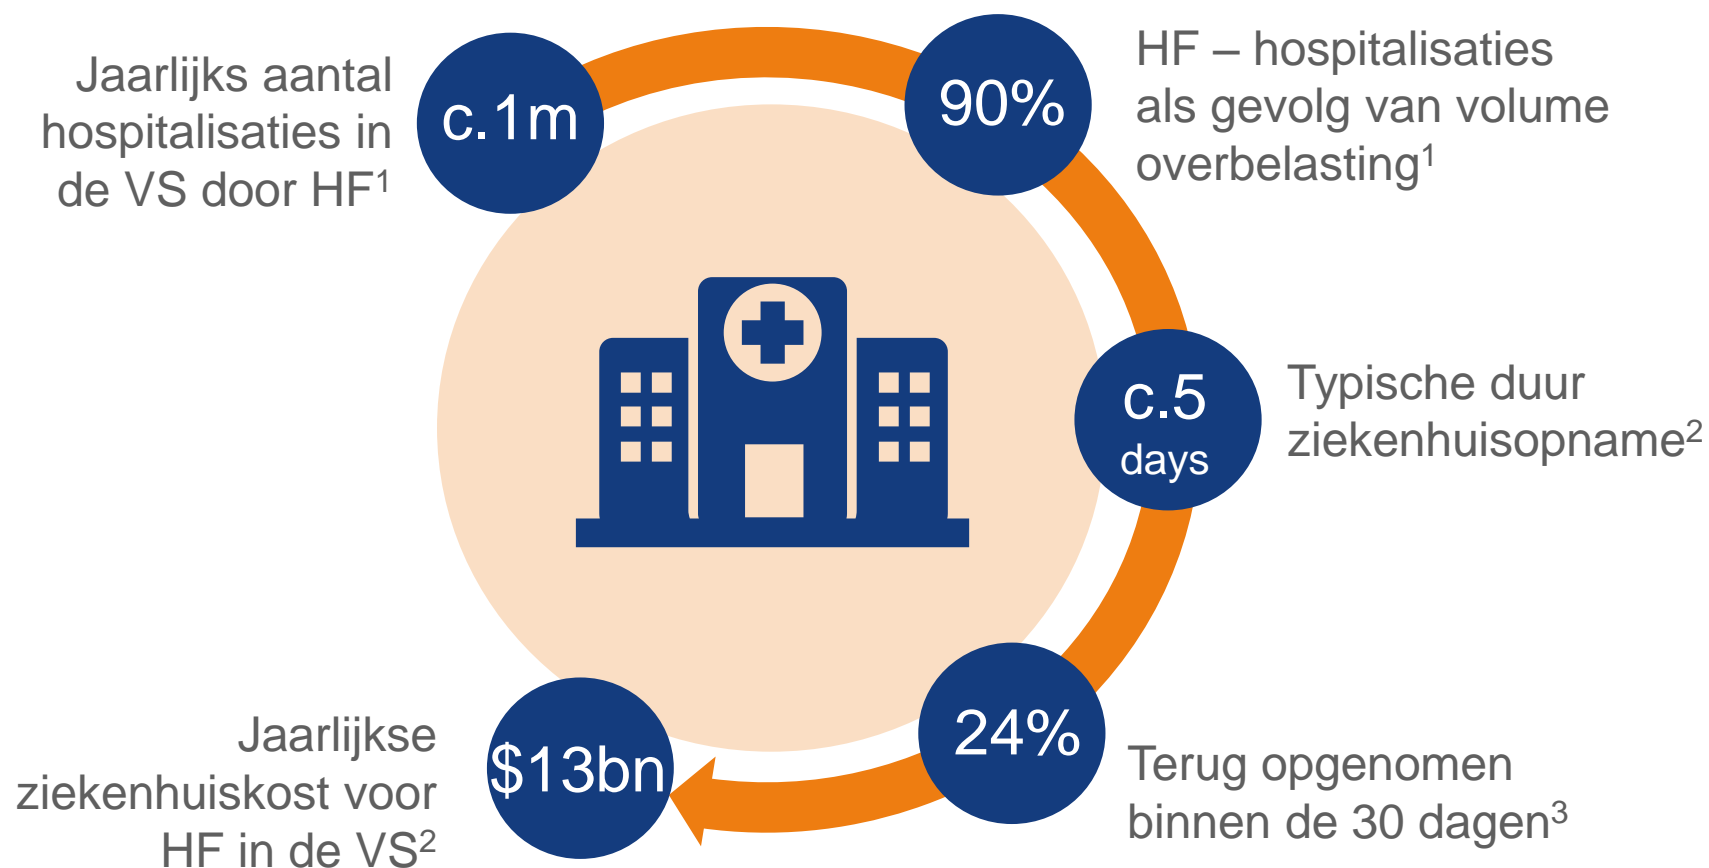 Jaarlijks aantal
hospitalisaties in
de VS door HF¹
c.1m
90%
HF – hospitalisaties
als gevolg van volume
overbelasting¹
c.5
days
Typische duur
ziekenhuisopname²
24%
Terug opgenomen
binnen de 30 dagen³
$13bn
Jaarlijkse
ziekenhuiskost voor
HF in de VS²